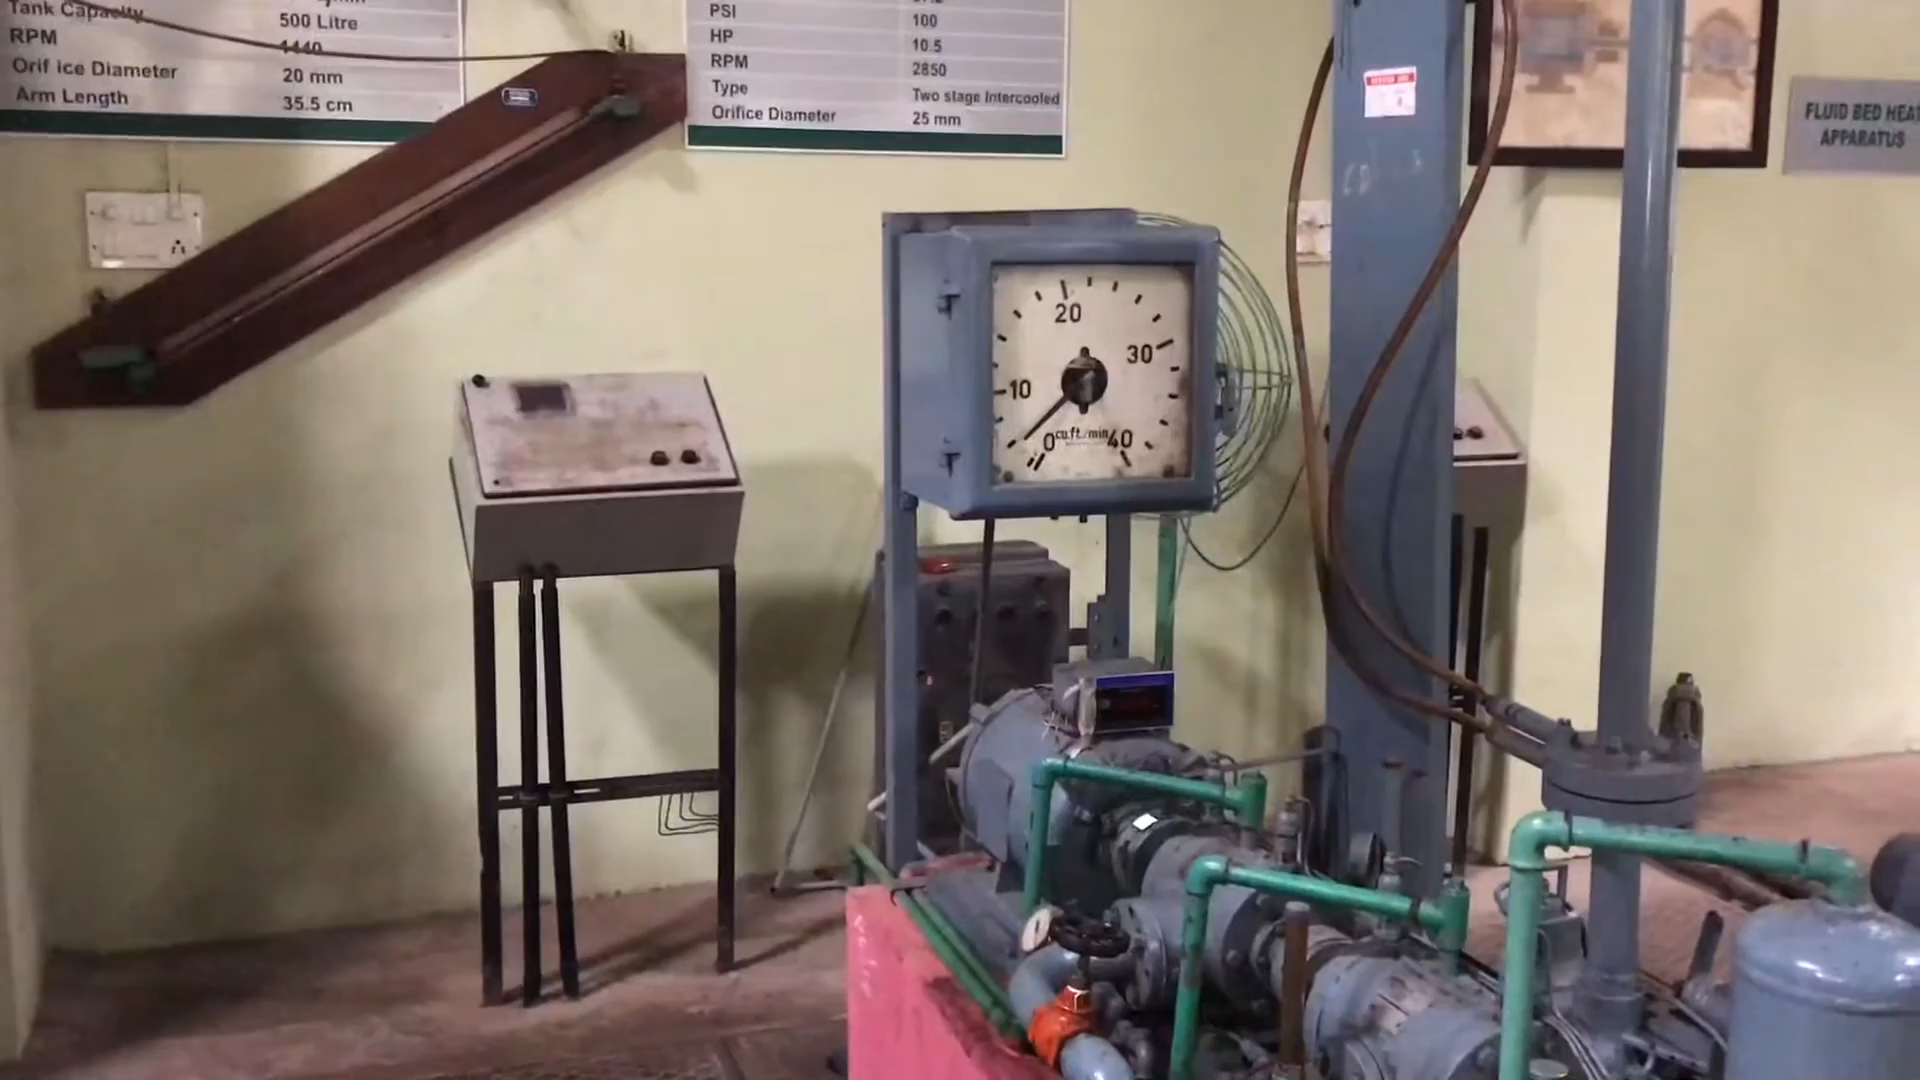 Tank Capacity 500 Litre
RPM 1440
Orif ice Diameter 20 mm
Arm Length 35.5 cm
PSI 100
HP 10.5
RPM 2850
Type Two stage Intercooled
Orifice Diameter 25 mm
FLUID BED HEAT
APPARATUS
20
30
10
0 cu.ft./min 40